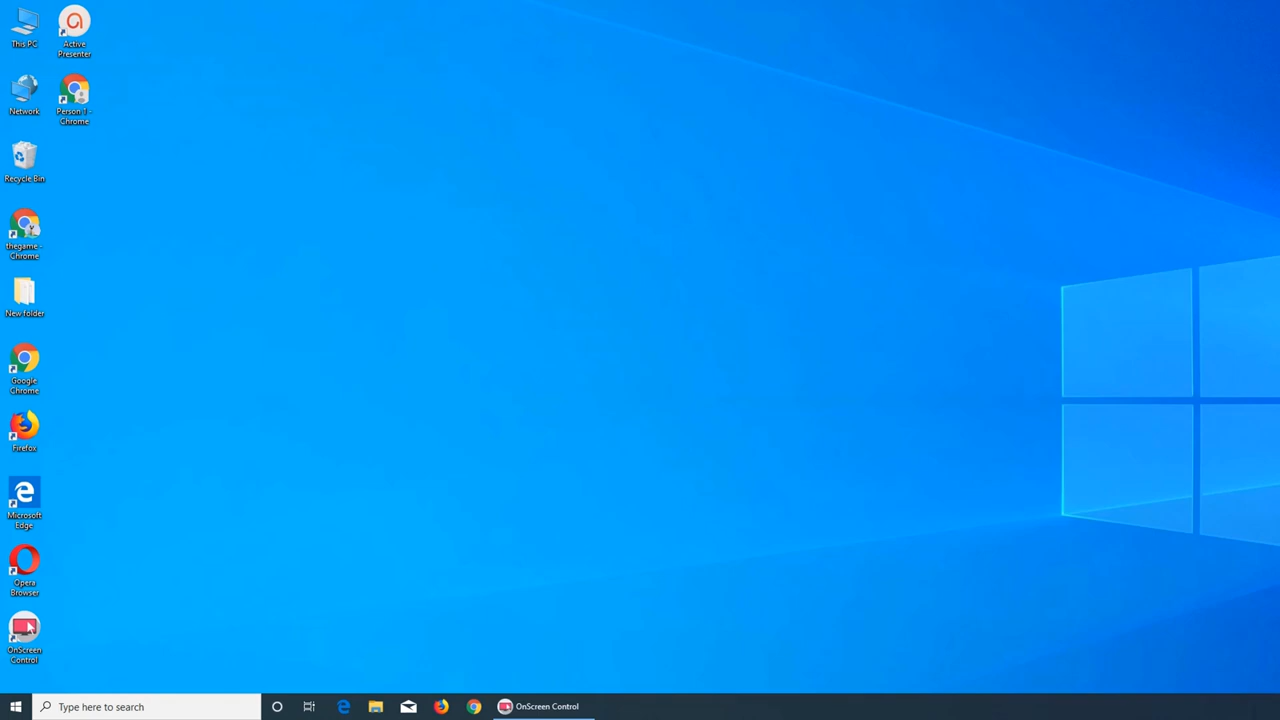 This PC
Active
Presenter
Network
Person 1 -
Chrome
Recycle Bin
thegame -
Chrome
New folder
Google
Chrome
Firefox
Microsoft
Edge
Opera
Browser
OnScreen
Control
Type here to search
OnScreen Control